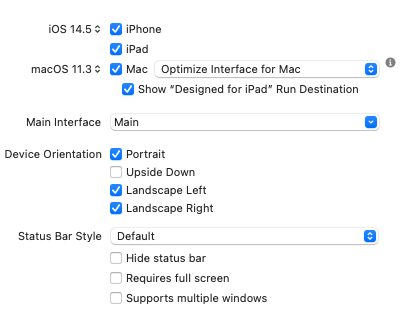 iOS 14.5 iPhone
iPad
macOS 11.3 Mac Optimize Interface for Mac
Show “Designed for iPad” Run Destination
Main Interface Main
Device Orientation Portrait
Upside Down
Landscape Left
Landscape Right
Status Bar Style Default
Hide status bar
Requires full screen
Supports multiple windows